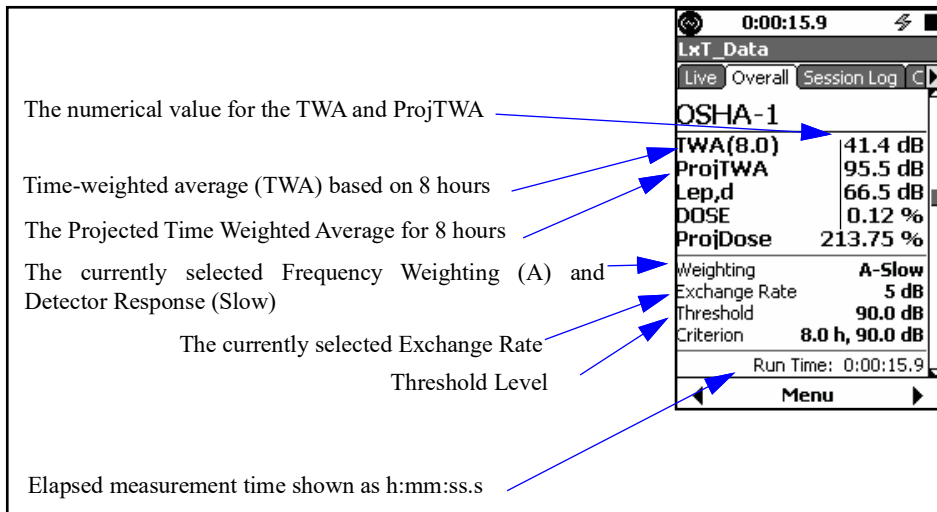 0:00:15.9
LxT_Data
Live Overall Session Log C
The numerical value for the TWA and ProjTWA
OSHA-1
TWA(8.0) 41.4 dB
Time-weighted average (TWA) based on 8 hours
ProjTWA 95.5 dB
Lep,d 66.5 dB
The Projected Time Weighted Average for 8 hours
DOSE 0.12 %
ProjDose 213.75 %
The currently selected Frequency Weighting (A) and
Detector Response (Slow)
Weighting A-Slow
Exchange Rate 5 dB
Threshold 90.0 dB
Criterion 8.0 h, 90.0 dB
The currently selected Exchange Rate
Run Time: 0:00:15.9
Threshold Level
Menu
Elapsed measurement time shown as h:mm:ss.s